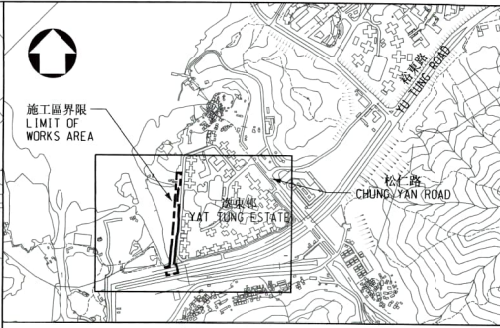 裕東路
YU TUNG ROAD
施工區界限
LIMIT OF
WORKS AREA
松仁路
CHUNG YAN ROAD
逸東邨
YAT TUNG ESTATE